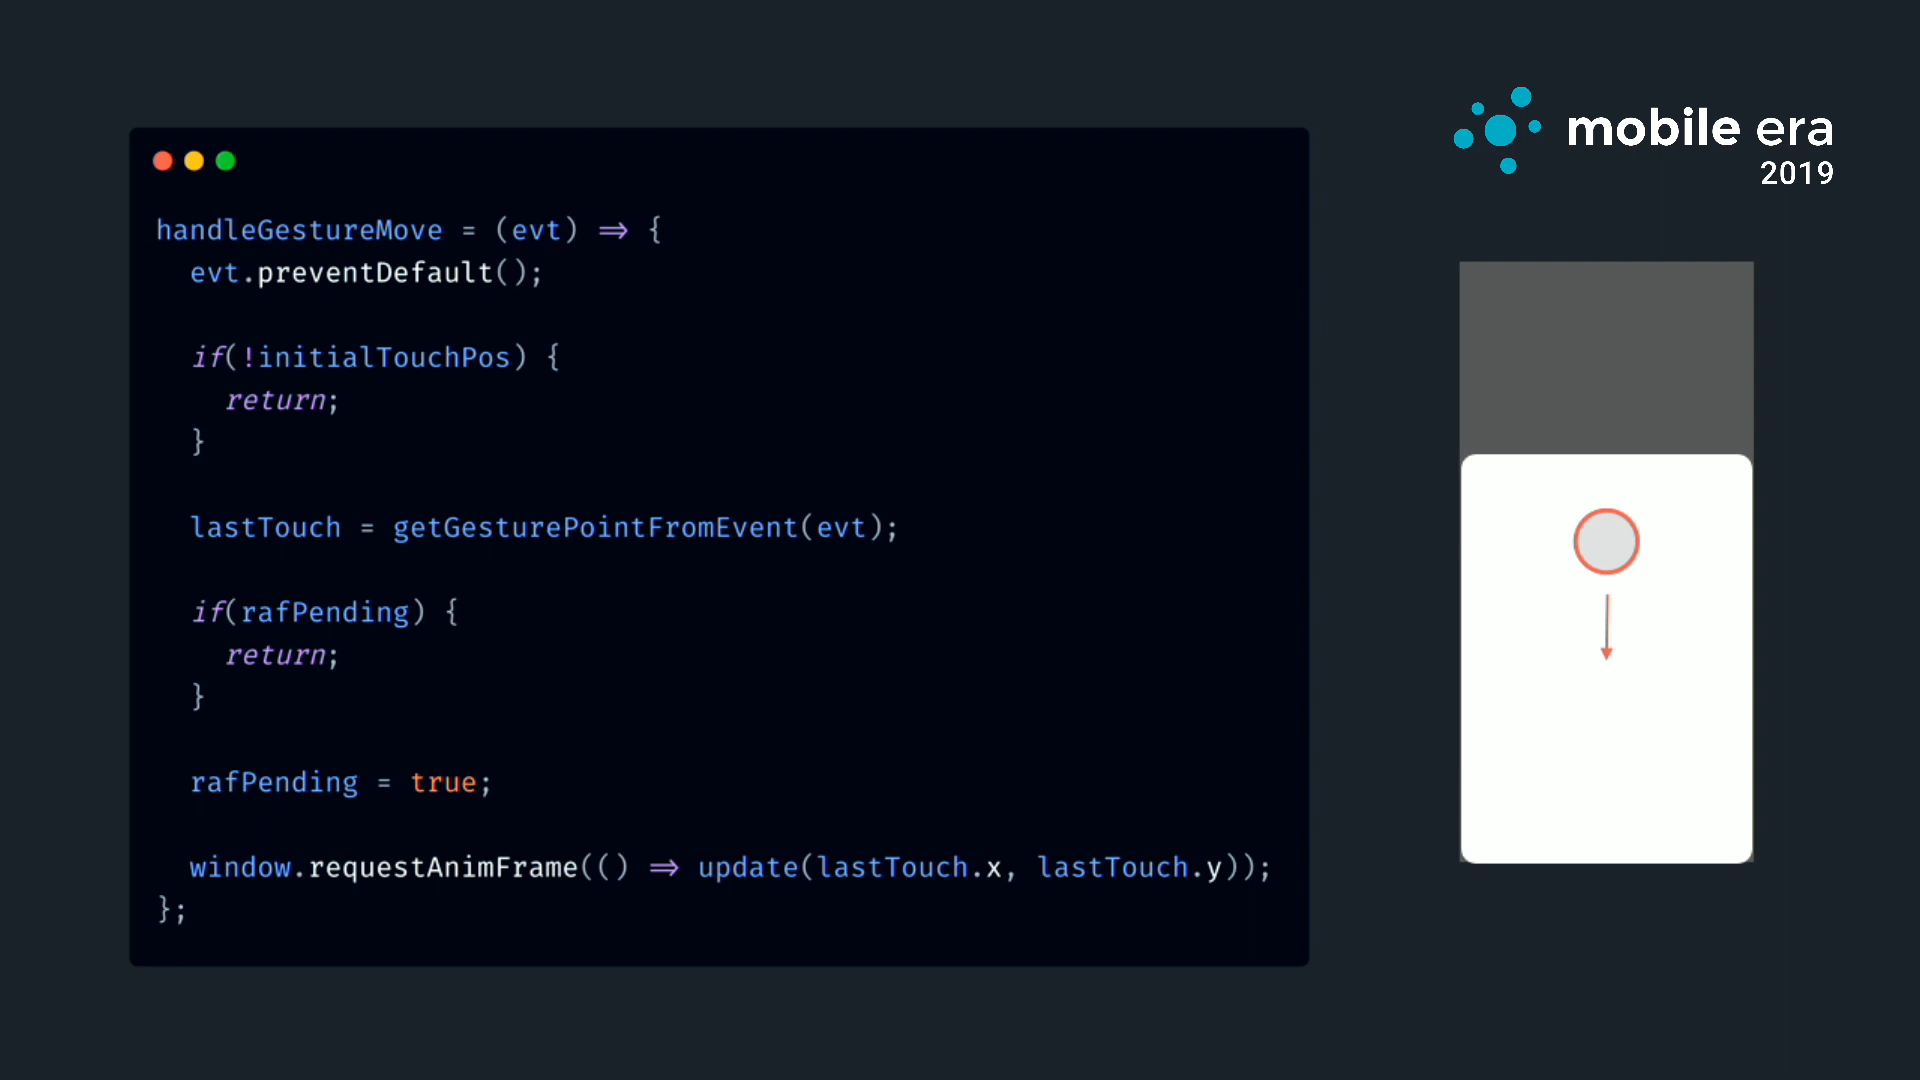 mobile era
2019
handleGestureMove = (evt) => {
  evt.preventDefault();

  if(!initialTouchPos) {
    return;
  }

  lastTouch = getGesturePointFromEvent(evt);

  if(rafPending) {
    return;
  }

  rafPending = true;

  window.requestAnimFrame(() => update(lastTouch.x, lastTouch.y));
};